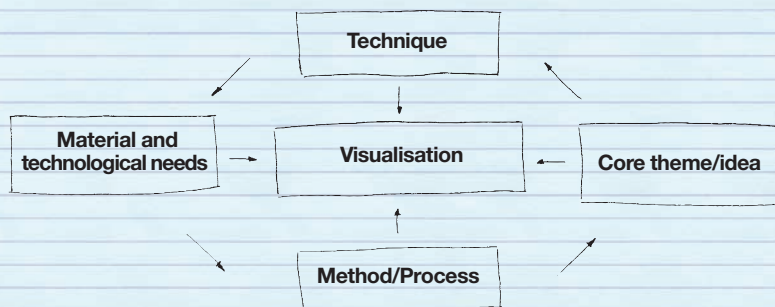 Technique
Material and
technological needs
Visualisation
Core theme/idea
Method/Process